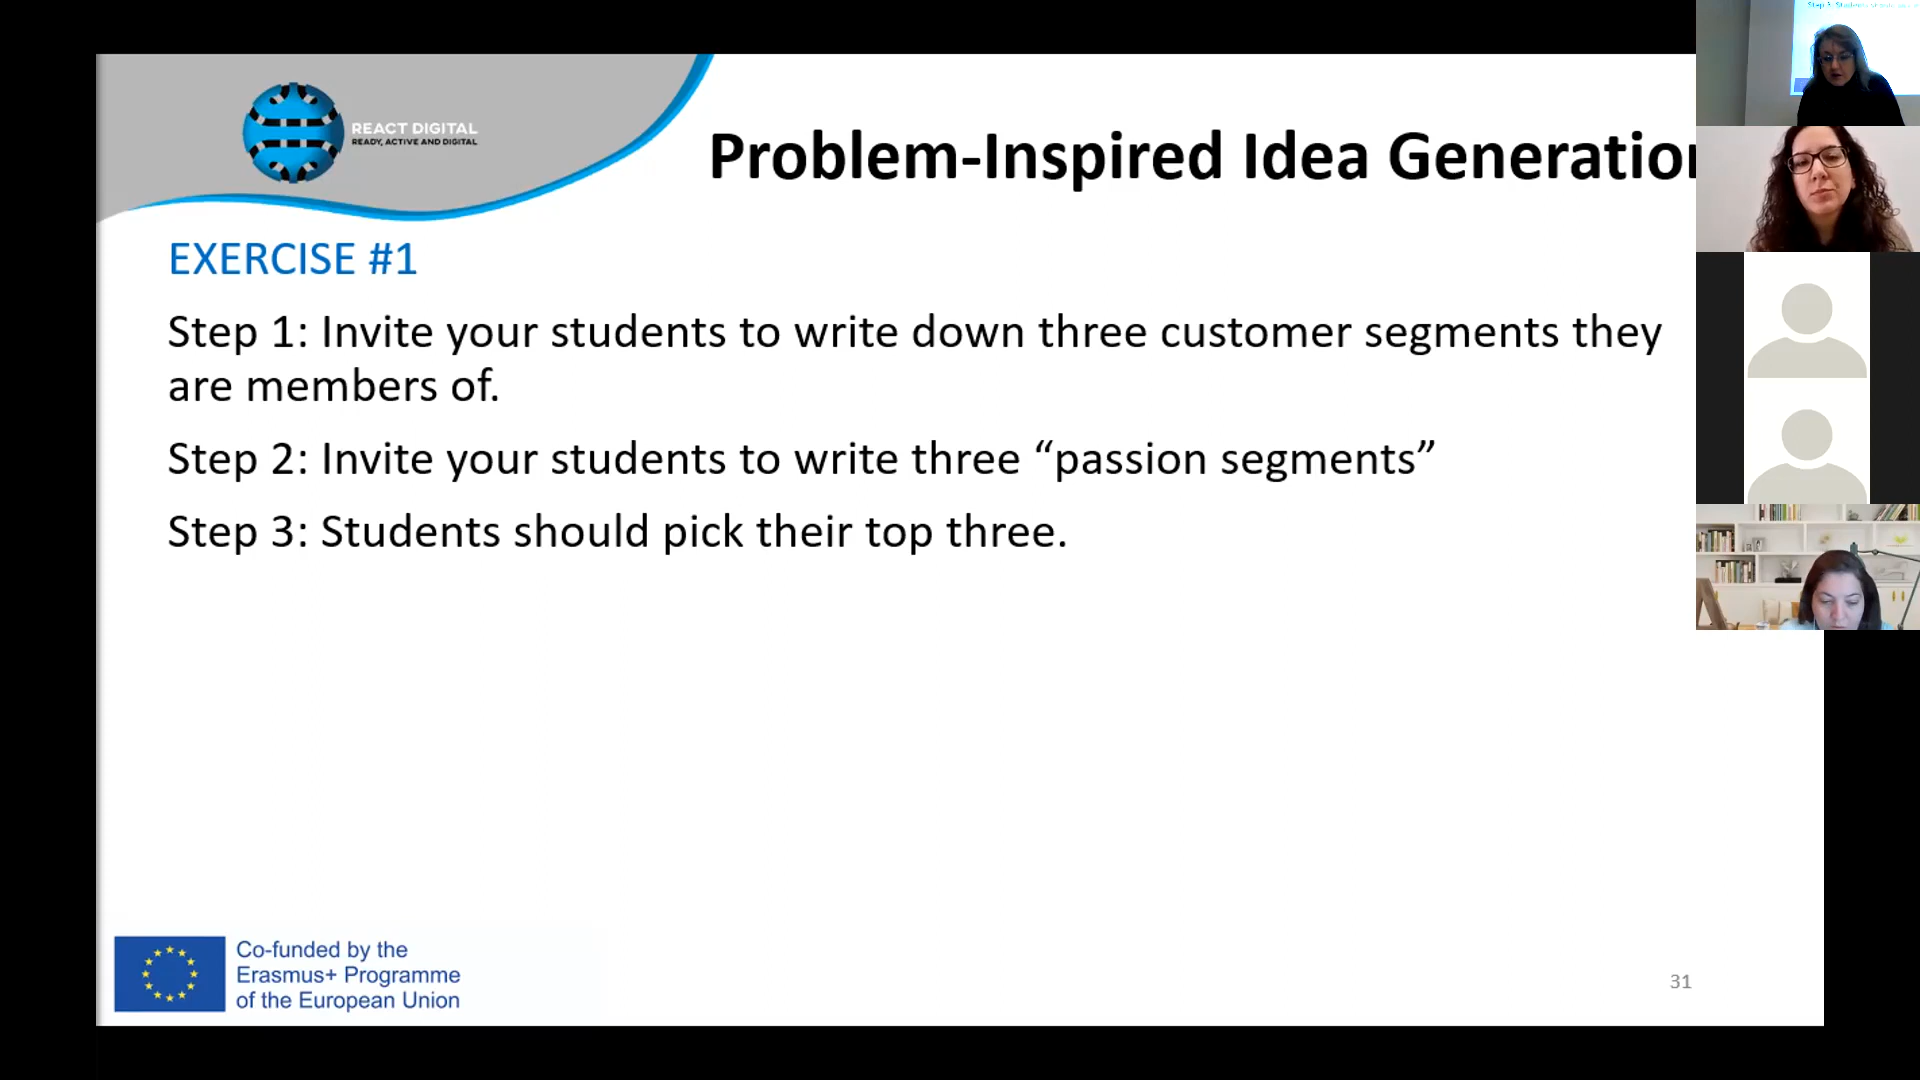 REACT DIGITAL
READY, ACTIVE AND DIGITAL
Problem-Inspired Idea Generation
EXERCISE #1
Step 1: Invite your students to write down three customer segments they
are members of.
Step 2: Invite your students to write three “passion segments”
Step 3: Students should pick their top three.
Co-funded by the
Erasmus+ Programme
of the European Union
31